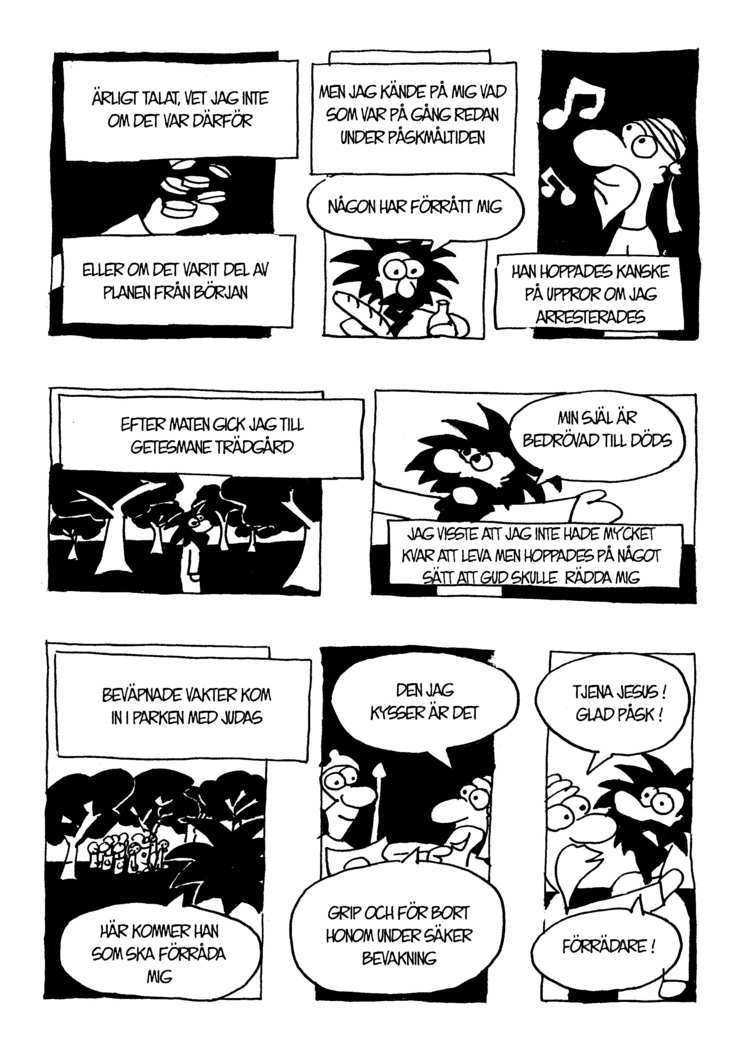 ÄRLIGT TALAT, VET JAG INTE
OM DET VAR DÄRFÖR
ELLER OM DET VARIT DEL AV
PLANEN FRÅN BÖRJAN
MEN JAG KÄNDE PÅ MIG VAD
SOM VAR PÅ GÅNG REDAN
UNDER PÅSKMÅLTIDEN
NÅGON HAR FÖRRÅTT MIG
HAN HOPPADES KANSKE
PÅ UPPROR OM JAG
ARRESTERADES
EFTER MATEN GICK JAG TILL
GETESMANE TRÄDGÅRD
MIN SJÄL ÄR
BEDRÖVAD TILL DÖDS
JAG VISSTE ATT JAG INTE HADE MYCKET
KVAR ATT LEVA MEN HOPPADES PÅ NÅGOT
SÄTT ATT GUD SKULLE RÄDDA MIG
BEVÄPNADE VAKTER KOM
IN I PARKEN MED JUDAS
HÄR KOMMER HAN
SOM SKA FÖRRÅDA
MIG
DEN JAG
KYSSER ÄR DET
GRIP OCH FÖR BORT
HONOM UNDER SÄKER
BEVAKNING
TJENA JESUS !
GLAD PÅSK !
FÖRRÄDARE !